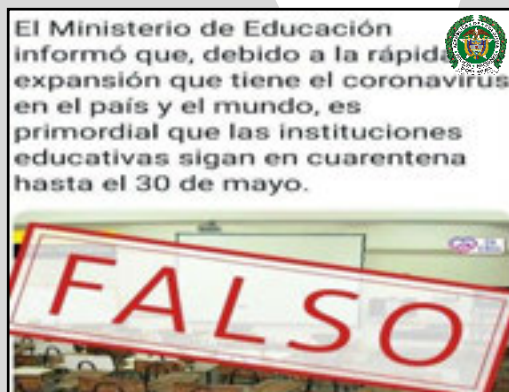 El Ministerio de Educación
informó que, debido a la rápida
expansión que tiene el coronavirus
en el país y el mundo, es
primordial que las instituciones
educativas sigan en cuarentena
hasta el 30 de mayo.
FALSO